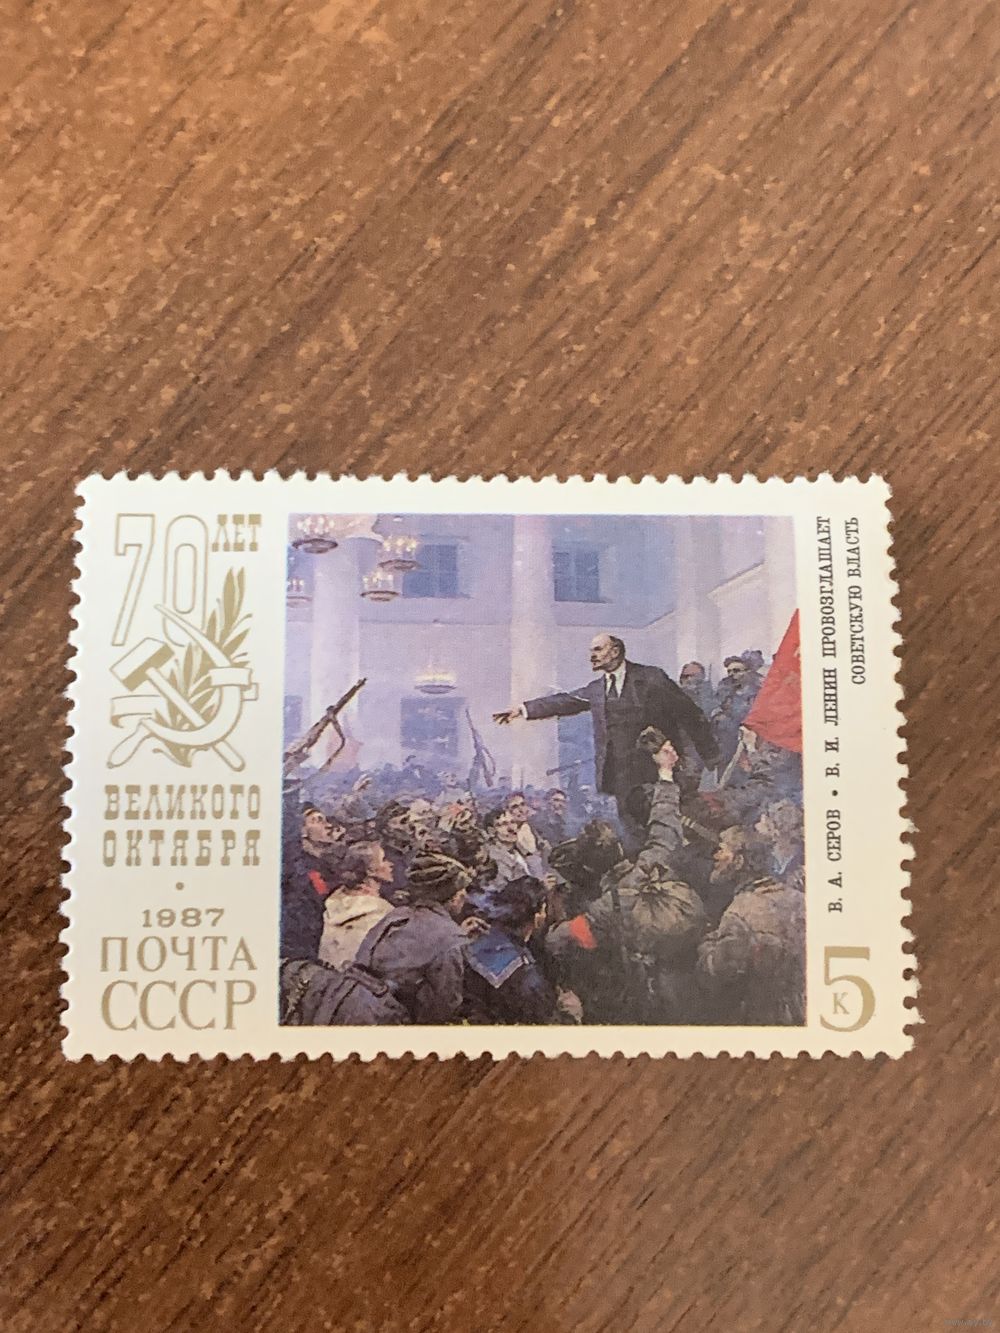 70 ЛЕТ
ВЕЛИКОГО
ОКТЯБРЯ
•
1987
ПОЧТА
СССР
В. А. СЕРОВ • В. И. ЛЕНИН ПРОВОЗГЛАШАЕТ
СОВЕТСКУЮ ВЛАСТЬ
5 к